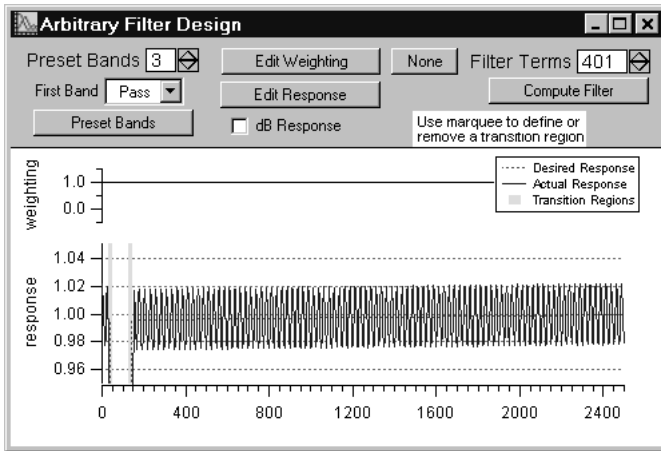 Arbitrary Filter Design
Preset Bands 3
Edit Weighting
None
Filter Terms 401
First Band Pass
Edit Response
Compute Filter
Preset Bands
dB Response
Use marquee to define or
remove a transition region
weighting
1.0
0.0
Desired Response
Actual Response
Transition Regions
response
1.04
1.02
1.00
0.98
0.96
0 400 800 1200 1600 2000 2400